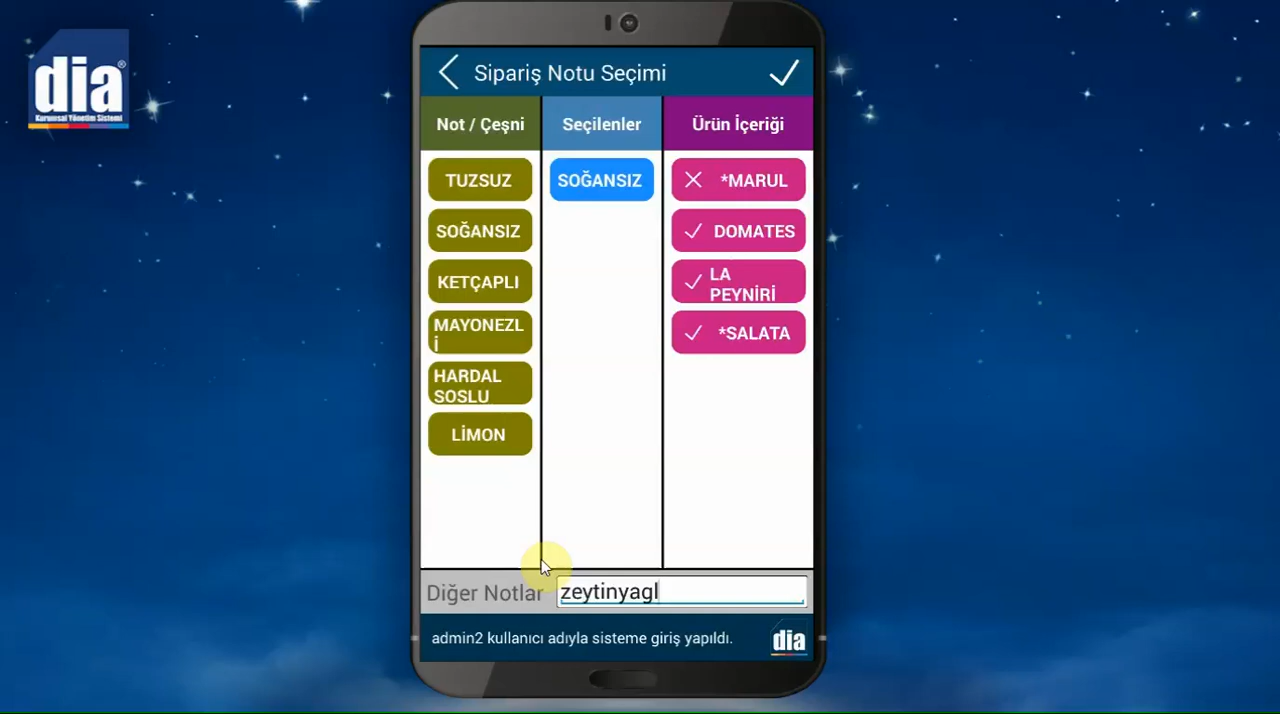 dia®
Kurumsal Yönetim Sistemi
Sipariş Notu Seçimi
Not / Çeşni
Seçilenler
Ürün İçeriği
TUZSUZ
SOĞANSIZ
KETÇAPLI
MAYONEZL
İ
HARDAL
SOSLU
LİMON
SOĞANSIZ
*MARUL
DOMATES
LA
PEYNİRİ
*SALATA
Diğer Notlar
zeytinyagl
admin2 kullanıcı adıyla sisteme giriş yapıldı.
dia